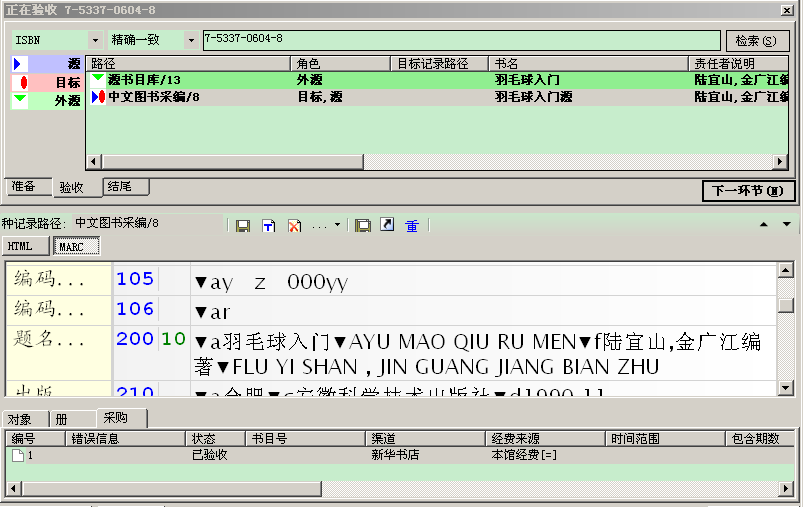 正在验收 7-5337-0604-8
ISBN 精确一致 7-5337-0604-8 检索(S)
源 路径 角色 目标记录路径 书名 责任者说明
目标 源书目库/13 外源 羽毛球入门 陆宜山,金广江编
外源 中文图书采编/8 目标,源 羽毛球入门源 陆宜山,金广江编
准备 验收 结尾 下一环节(N)
种记录路径: 中文图书采编/8 ... 重
HTML MARC
编码... 105 ▼ay z 000yy
编码... 106 ▼ar
题名... 200 10 ▼a羽毛球入门▼AYU MAO QIU RU MEN▼f陆宜山,金广江编
著▼FLU YI SHAN , JIN GUANG JIANG BIAN ZHU
出版 210 ▼a合肥▼c安徽科学技术出版社▼d1990.11
对象 册 采购
编号 错误信息 状态 书目号 渠道 经费来源 时间范围 包含期数
1 已验收 新华书店 本馆经费[=]